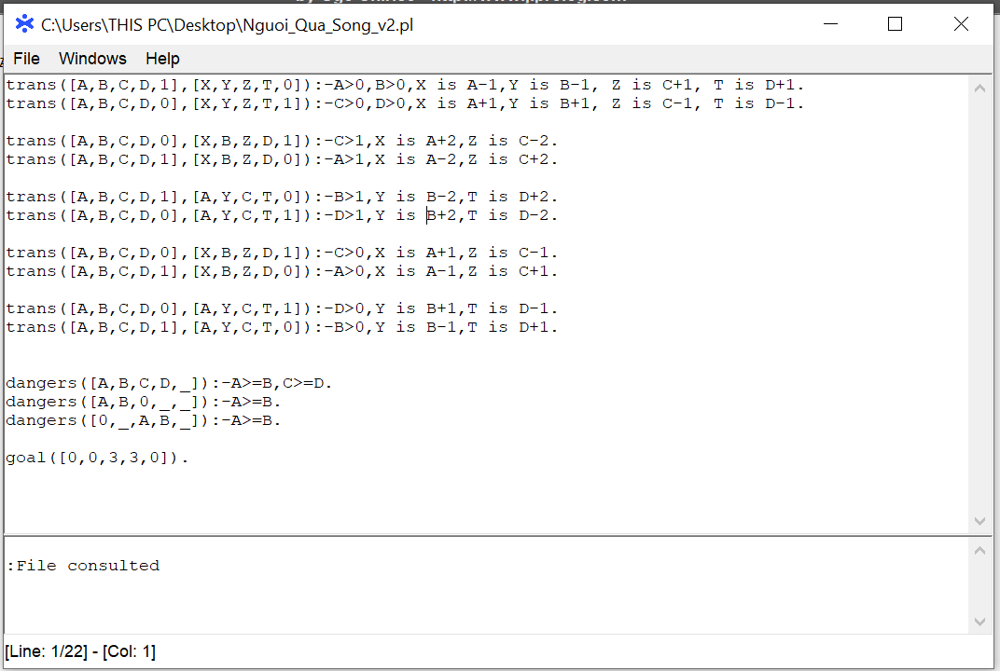 C:\Users\THIS PC\Desktop\Nguoi_Qua_Song_v2.pl
File Windows Help
trans([A,B,C,D,1],[X,Y,Z,T,0]):-A>0,B>0,X is A-1,Y is B-1, Z is C+1, T is D+1.
trans([A,B,C,D,0],[X,Y,Z,T,1]):-C>0,D>0,X is A+1,Y is B+1, Z is C-1, T is D-1.
trans([A,B,C,D,0],[X,B,Z,D,1]):-C>1,X is A+2,Z is C-2.
trans([A,B,C,D,1],[X,B,Z,D,0]):-A>1,X is A-2,Z is C+2.
trans([A,B,C,D,1],[A,Y,C,T,0]):-B>1,Y is B-2,T is D+2.
trans([A,B,C,D,0],[A,Y,C,T,1]):-D>1,Y is B+2,T is D-2.
trans([A,B,C,D,0],[X,B,Z,D,1]):-C>0,X is A+1,Z is C-1.
trans([A,B,C,D,1],[X,B,Z,D,0]):-A>0,X is A-1,Z is C+1.
trans([A,B,C,D,0],[A,Y,C,T,1]):-D>0,Y is B+1,T is D-1.
trans([A,B,C,D,1],[A,Y,C,T,0]):-B>0,Y is B-1,T is D+1.
dangers([A,B,C,D,_]):-A>=B,C>=D.
dangers([A,B,0,_,_]):-A>=B.
dangers([0,_,A,B,_]):-A>=B.
goal([0,0,3,3,0]).
:File consulted
[Line: 1/22] - [Col: 1]